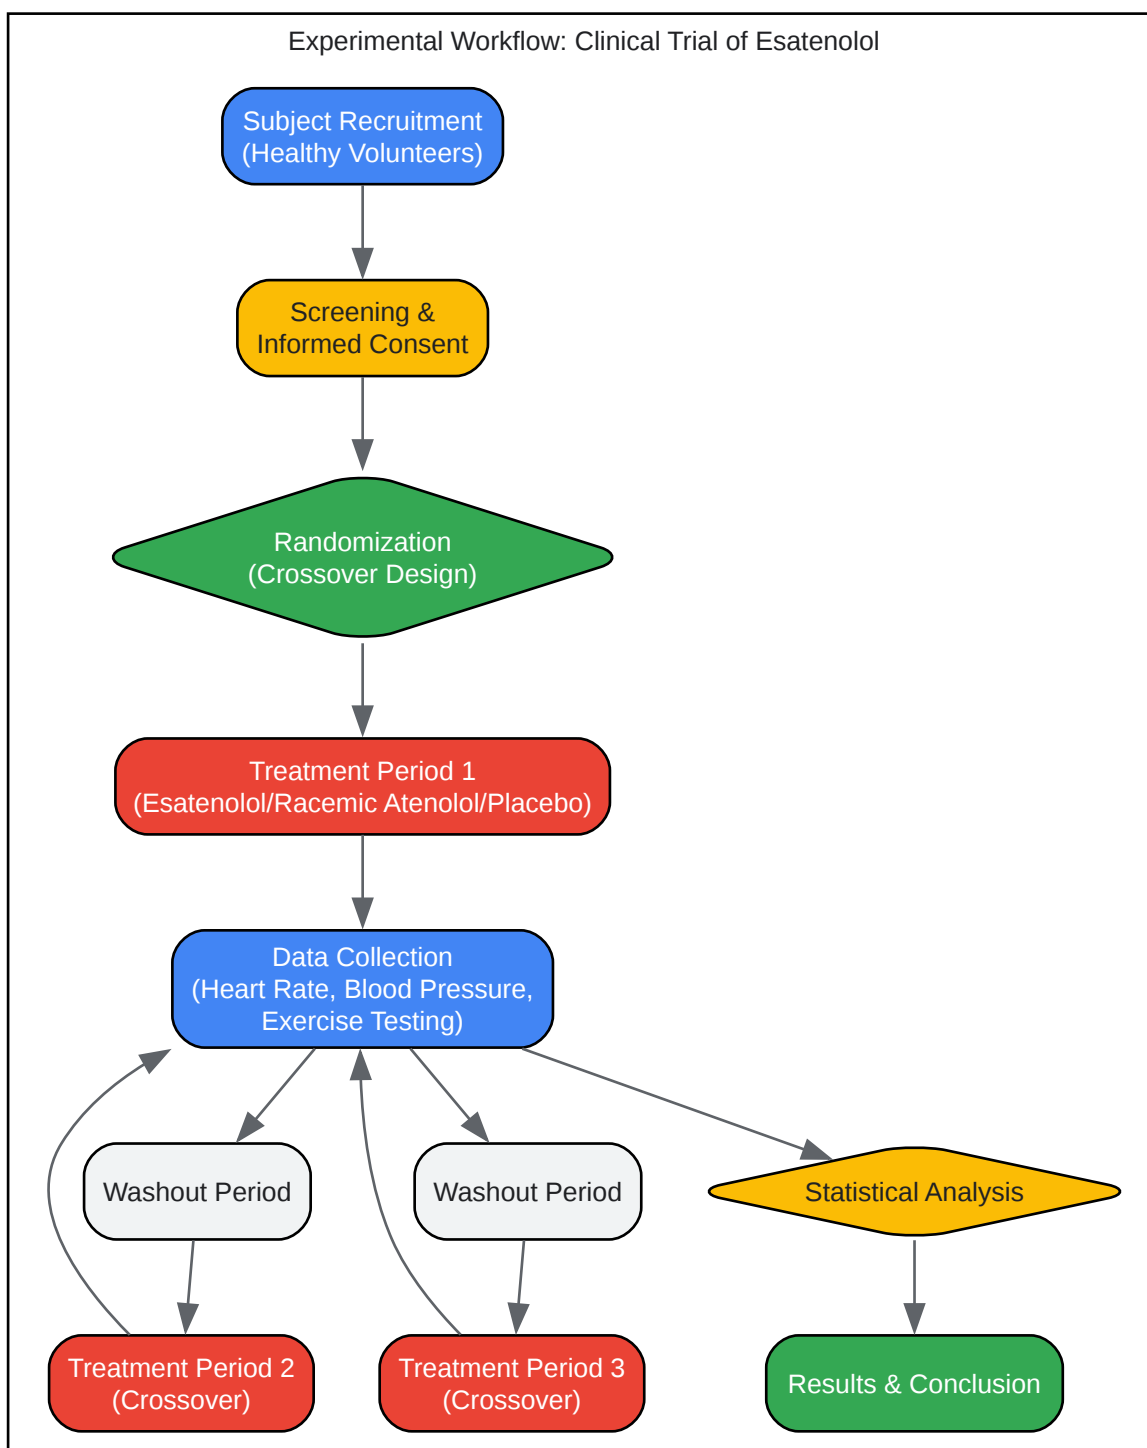 Experimental Workflow: Clinical Trial of Esatenolol
Subject Recruitment
(Healthy Volunteers)
Screening &
Informed Consent
Randomization
(Crossover Design)
Treatment Period 1
(Esatenolol/Racemic Atenolol/Placebo)
Data Collection
(Heart Rate, Blood Pressure,
Exercise Testing)
Washout Period
Washout Period
Statistical Analysis
Treatment Period 2
(Crossover)
Treatment Period 3
(Crossover)
Results & Conclusion